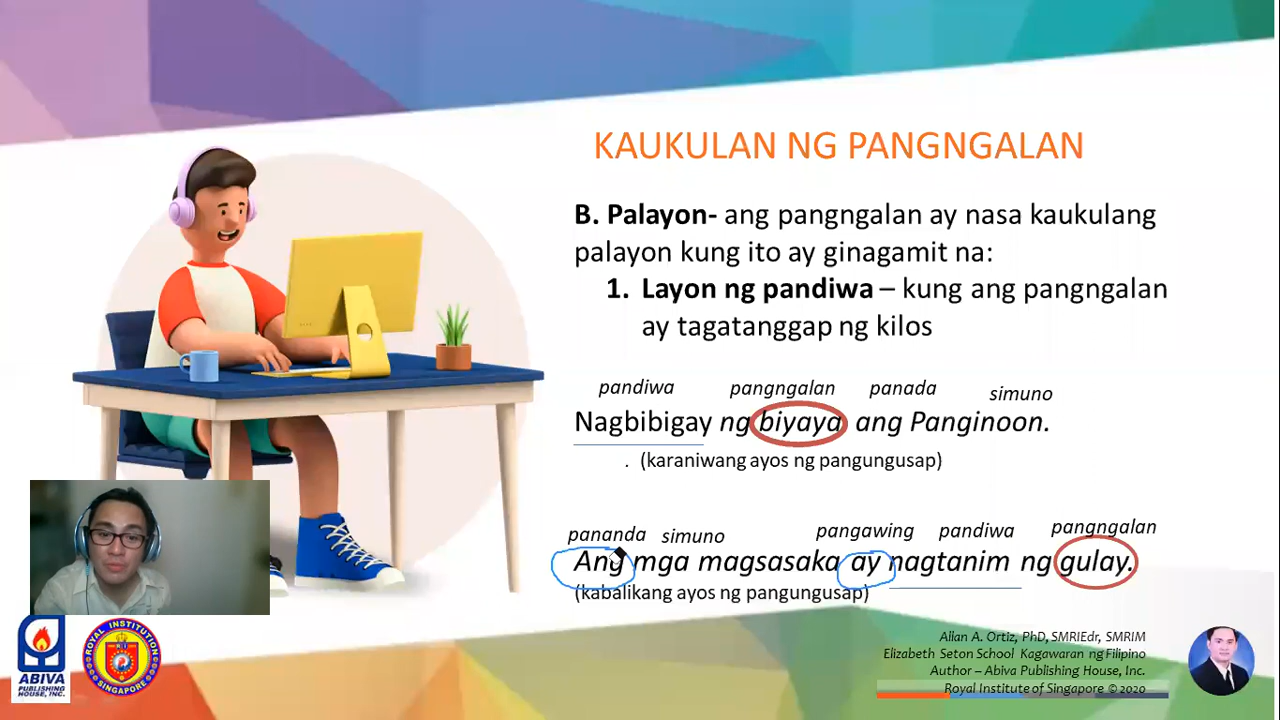 KAUKULAN NG PANGNGALAN
B. Palayon- ang pangngalan ay nasa kaukulang
palayon kung ito ay ginagamit na:
1. Layon ng pandiwa – kung ang pangngalan
ay tagatanggap ng kilos
pandiwa pangngalan panada simuno
Nagbibigay ng biyaya ang Panginoon.
. (karaniwang ayos ng pangungusap)
pananda simuno pangawing pandiwa pangngalan
Ang mga magsasaka ay nagtanim ng gulay.
(kabalikang ayos ng pangungusap)
ABIVA
PUBLISHING
HOUSE, INC.
ROYAL INSTITUTION
SINGAPORE
Allan A. Ortiz, PhD, SMRIEdr, SMRIM
Elizabeth Seton School Kagawaran ng Filipino
Author – Abiva Publishing House, Inc.
Royal Institute of Singapore © 2020